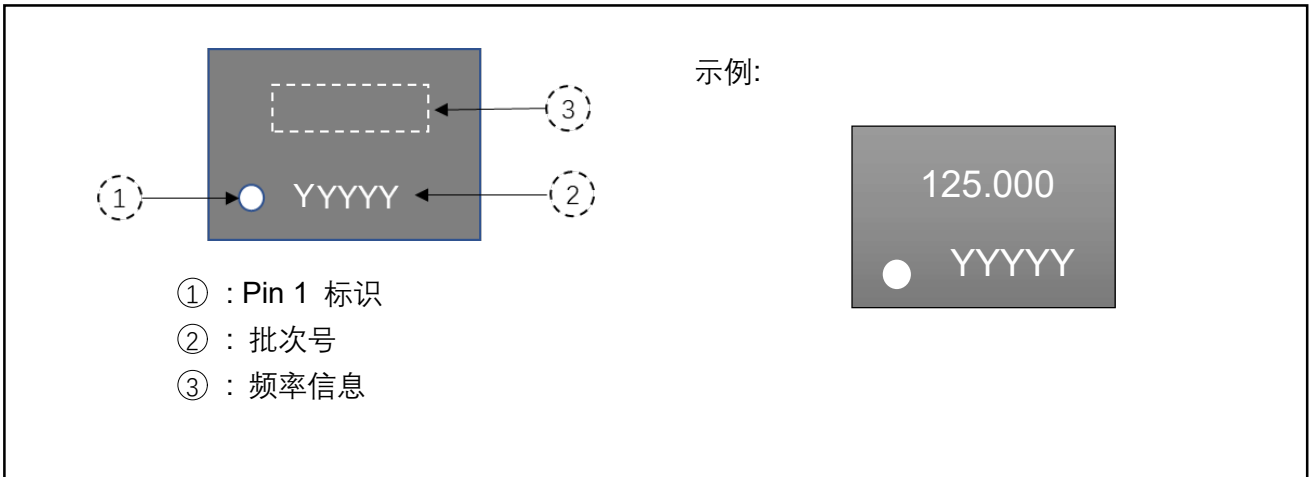 ③
① YYYYY ②
① : Pin 1 标识
② : 批次号
③ : 频率信息
示例:
125.000
YYYYY